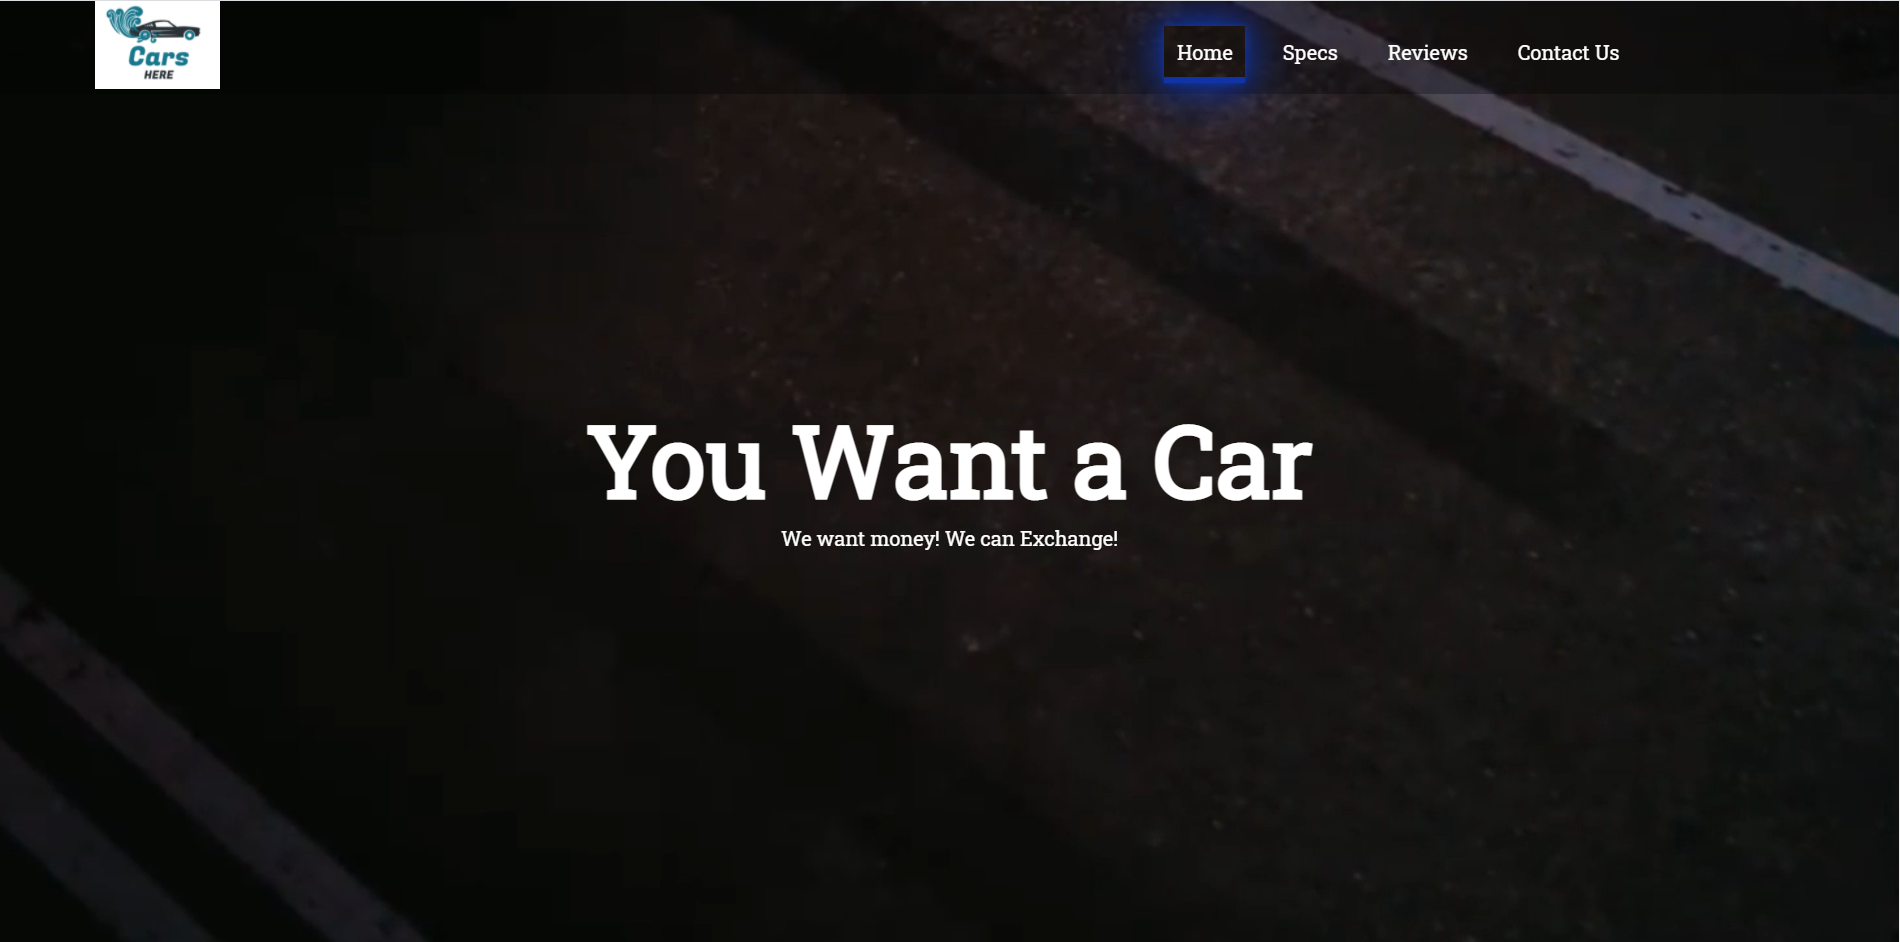 Cars
HERE
Home
Specs
Reviews
Contact Us
You Want a Car
We want money! We can Exchange!